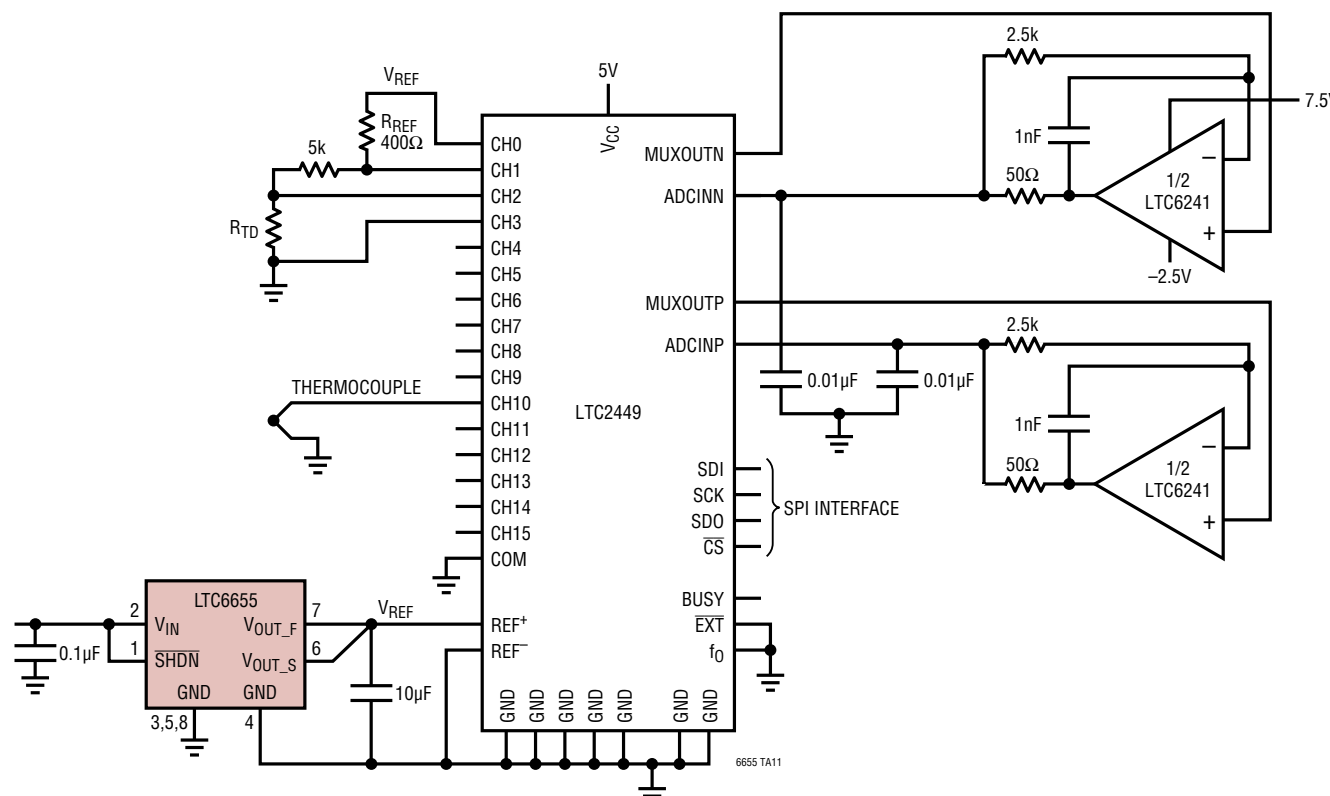 5V
VREF
RREF
400Ω
5k
RTD
THERMOCOUPLE
VCC
CH0
CH1
CH2
CH3
CH4
CH5
CH6
CH7
CH8
CH9
CH10
CH11
CH12
CH13
CH14
CH15
COM
REF+
REF–
LTC2449
MUXOUTN
ADCINN
MUXOUTP
ADCINP
SDI
SCK
SDO
CS
SPI INTERFACE
BUSY
EXT
fO
GND
GND
GND
GND
GND
GND
GND
2.5k
1nF
50Ω
7.5V
–
1/2
LTC6241
+
–2.5V
2.5k
0.01µF
0.01µF
1nF
50Ω
–
1/2
LTC6241
+
LTC6655
2
VIN
VOUT_F
7
VREF
1
SHDN
VOUT_S
6
0.1µF
GND
GND
3,5,8
4
10µF
6655 TA11